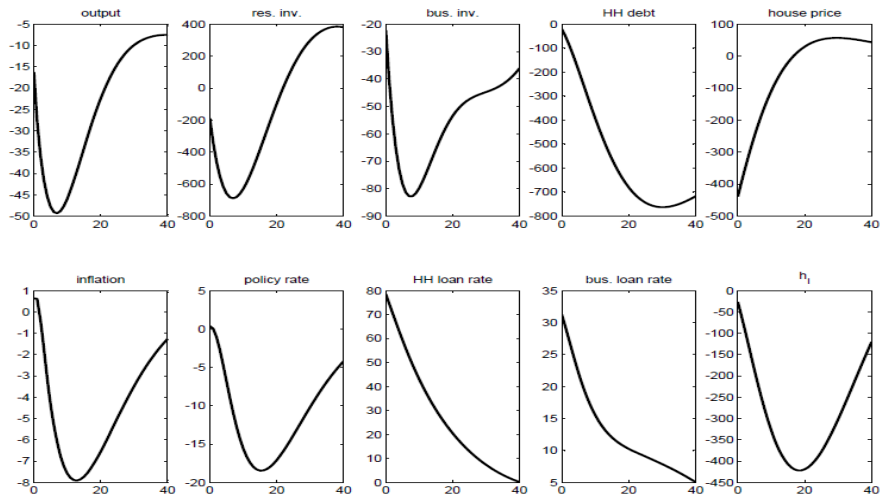 output res. inv. bus. inv. HH debt house price
-5 400 -20 0 100
-10 200 -30 -100
-15 -200 0
-20 0 -40 -300
-25 -200 -50 -100
-30 -400 -200
-35 -60 -500
-40 -400 -70 -600 -300
-45 -600 -80 -700 -400
-50 -800 -90 -800 -500
0 20 40 0 20 40 0 20 40 0 20 40 0 20 40
inflation policy rate HH loan rate bus. loan rate h_l
1 5 80 35 0
0 70 30 -50
-1 0 60 -100
-2 -5 50 25 -150
-3 -200
-4 40 20 -250
-5 -10 30 15 -300
-6 -15 20 -350
-7 10 10 -400
-8 -20 0 5 -450
0 20 40 0 20 40 0 20 40 0 20 40 0 20 40